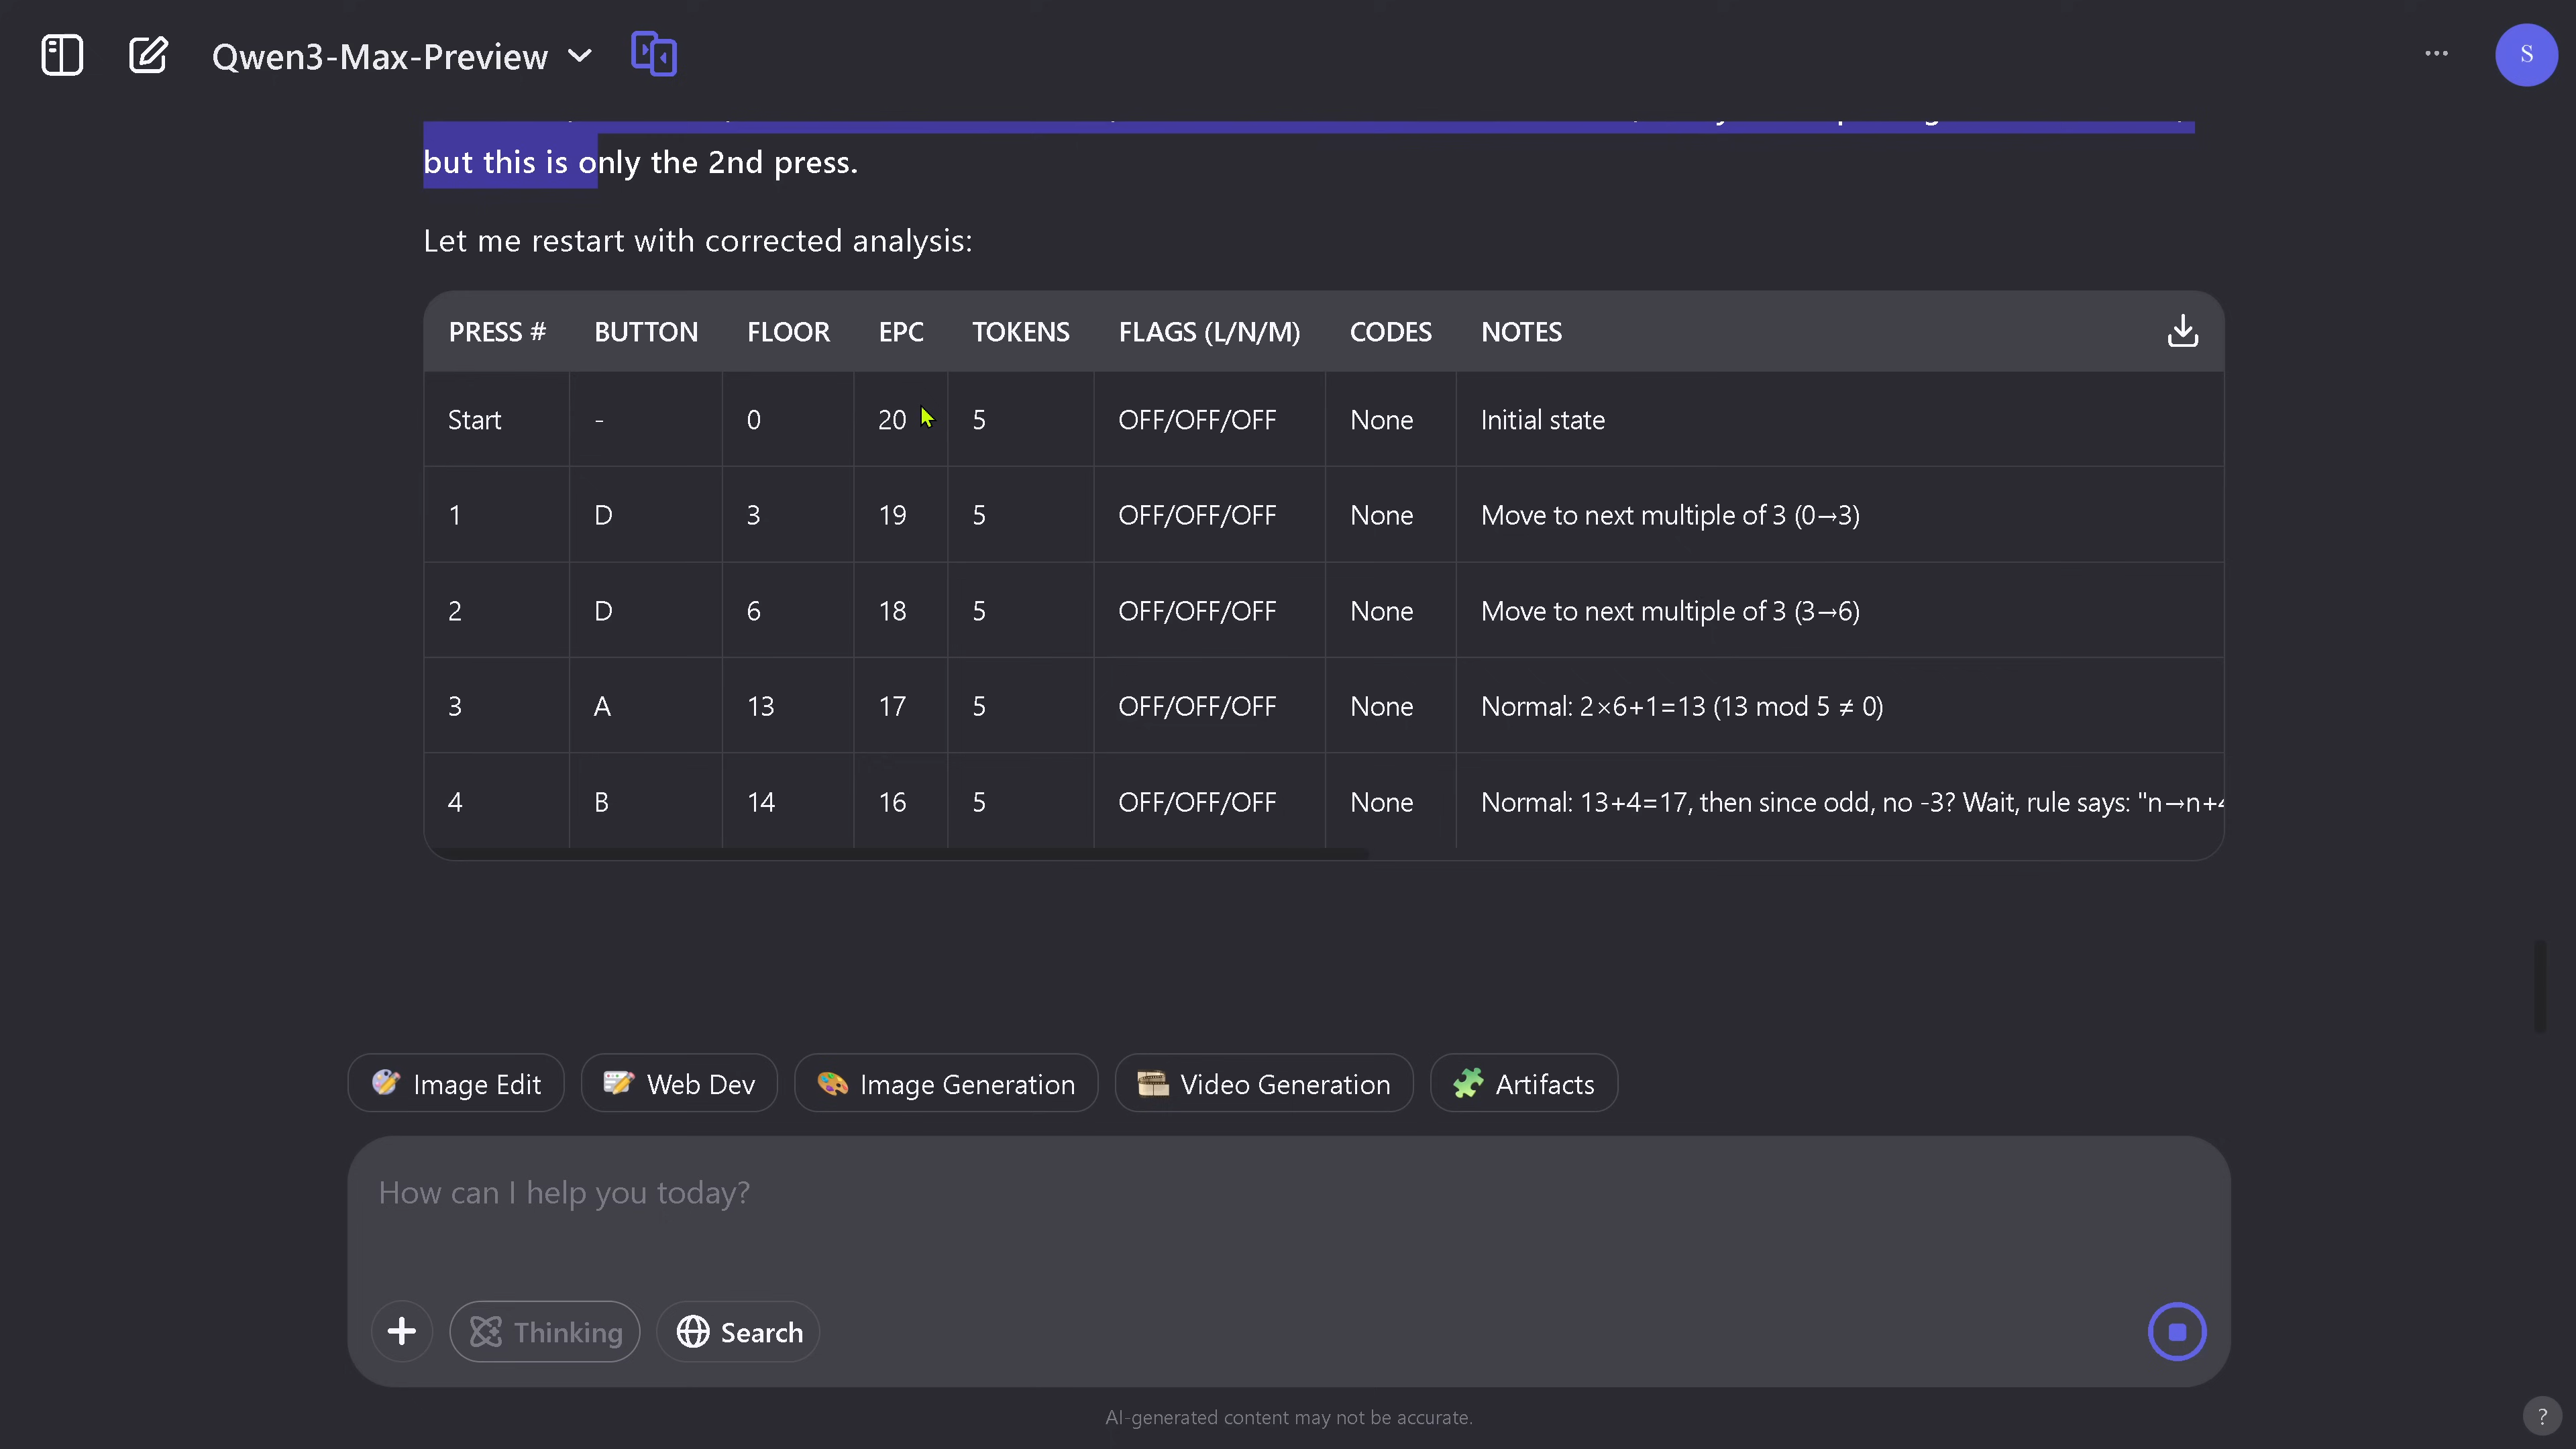 Qwen3-Max-Preview
S
but this is only the 2nd press.
Let me restart with corrected analysis:
PRESS # BUTTON FLOOR EPC TOKENS FLAGS (L/N/M) CODES NOTES
Start - 0 20 5 OFF/OFF/OFF None Initial state
1 D 3 19 5 OFF/OFF/OFF None Move to next multiple of 3 (0→3)
2 D 6 18 5 OFF/OFF/OFF None Move to next multiple of 3 (3→6)
3 A 13 17 5 OFF/OFF/OFF None Normal: 2×6+1=13 (13 mod 5 ≠ 0)
4 B 14 16 5 OFF/OFF/OFF None Normal: 13+4=17, then since odd, no -3? Wait, rule says: "n→n+4
Image Edit Web Dev Image Generation Video Generation Artifacts
How can I help you today?
Thinking Search
AI-generated content may not be accurate.
?